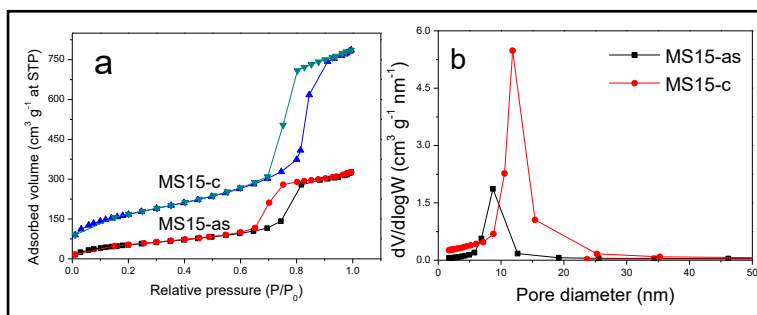 a
Adsorbed volume (cm³ g⁻¹ at STP)
750
600
450
300
150
0
MS15-c
MS15-as
0.0 0.2 0.4 0.6 0.8 1.0
Relative pressure (P/P₀)
b
MS15-as
MS15-c
dV/dlogW (cm³ g⁻¹ nm⁻¹)
6.0
4.5
3.0
1.5
0.0
0 10 20 30 40 50
Pore diameter (nm)